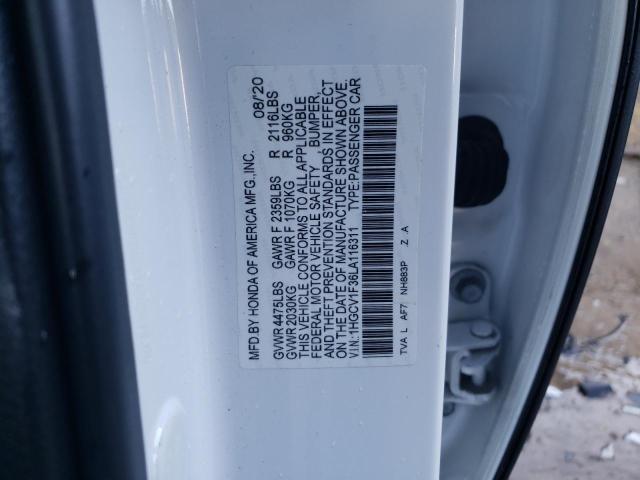 MFD.BY HONDA OF AMERICA MFG.,INC. 08/'20
GVWR 4475LBS GAWR F 2359LBS R 2116LBS
GVWR 2030KG GAWR F 1070KG R 960KG
THIS VEHICLE CONFORMS TO ALL APPLICABLE
FEDERAL MOTOR VEHICLE SAFETY , BUMPER,
AND THEFT PREVENTION STANDARDS IN EFFECT
ON THE DATE OF MANUFACTURE SHOWN ABOVE.
V.I.N.:1HGCV1F36LA116311 TYPE:PASSENGER CAR
TVA L AF7 NH883P Z .A